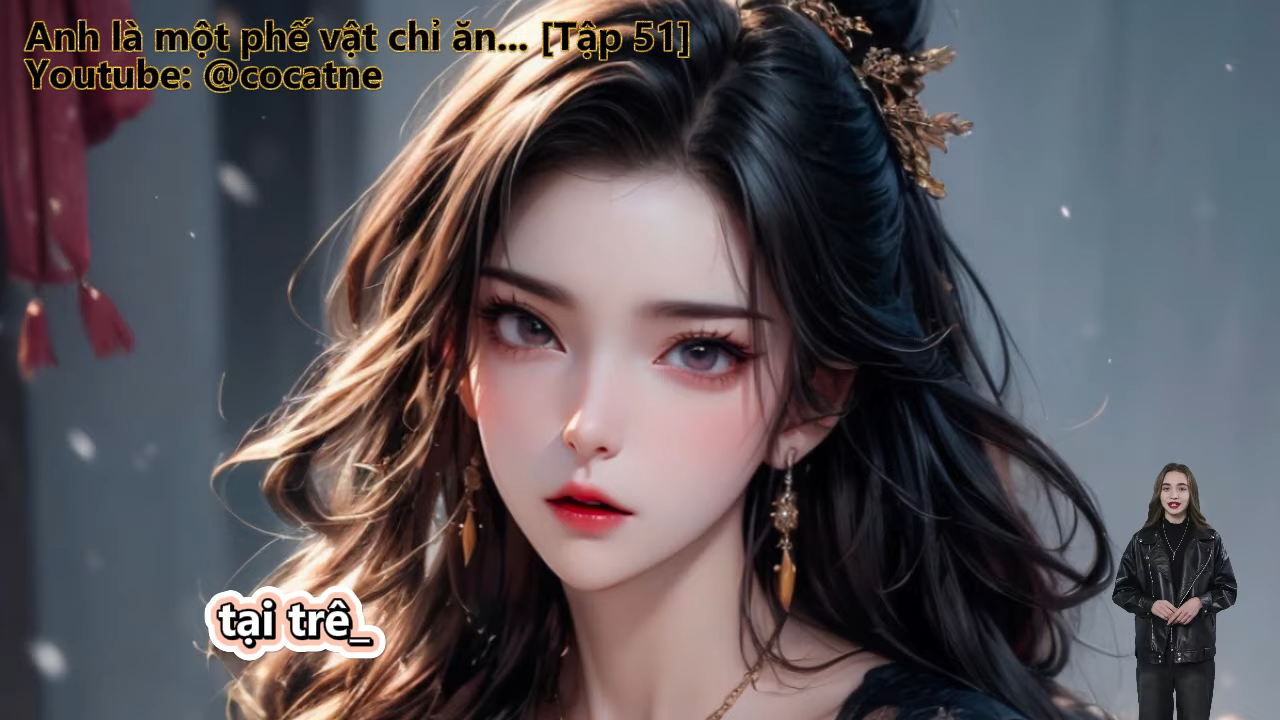 Anh là một phế vật chỉ ăn... [Tập 51]
Youtube: @cocatne
tại trê_